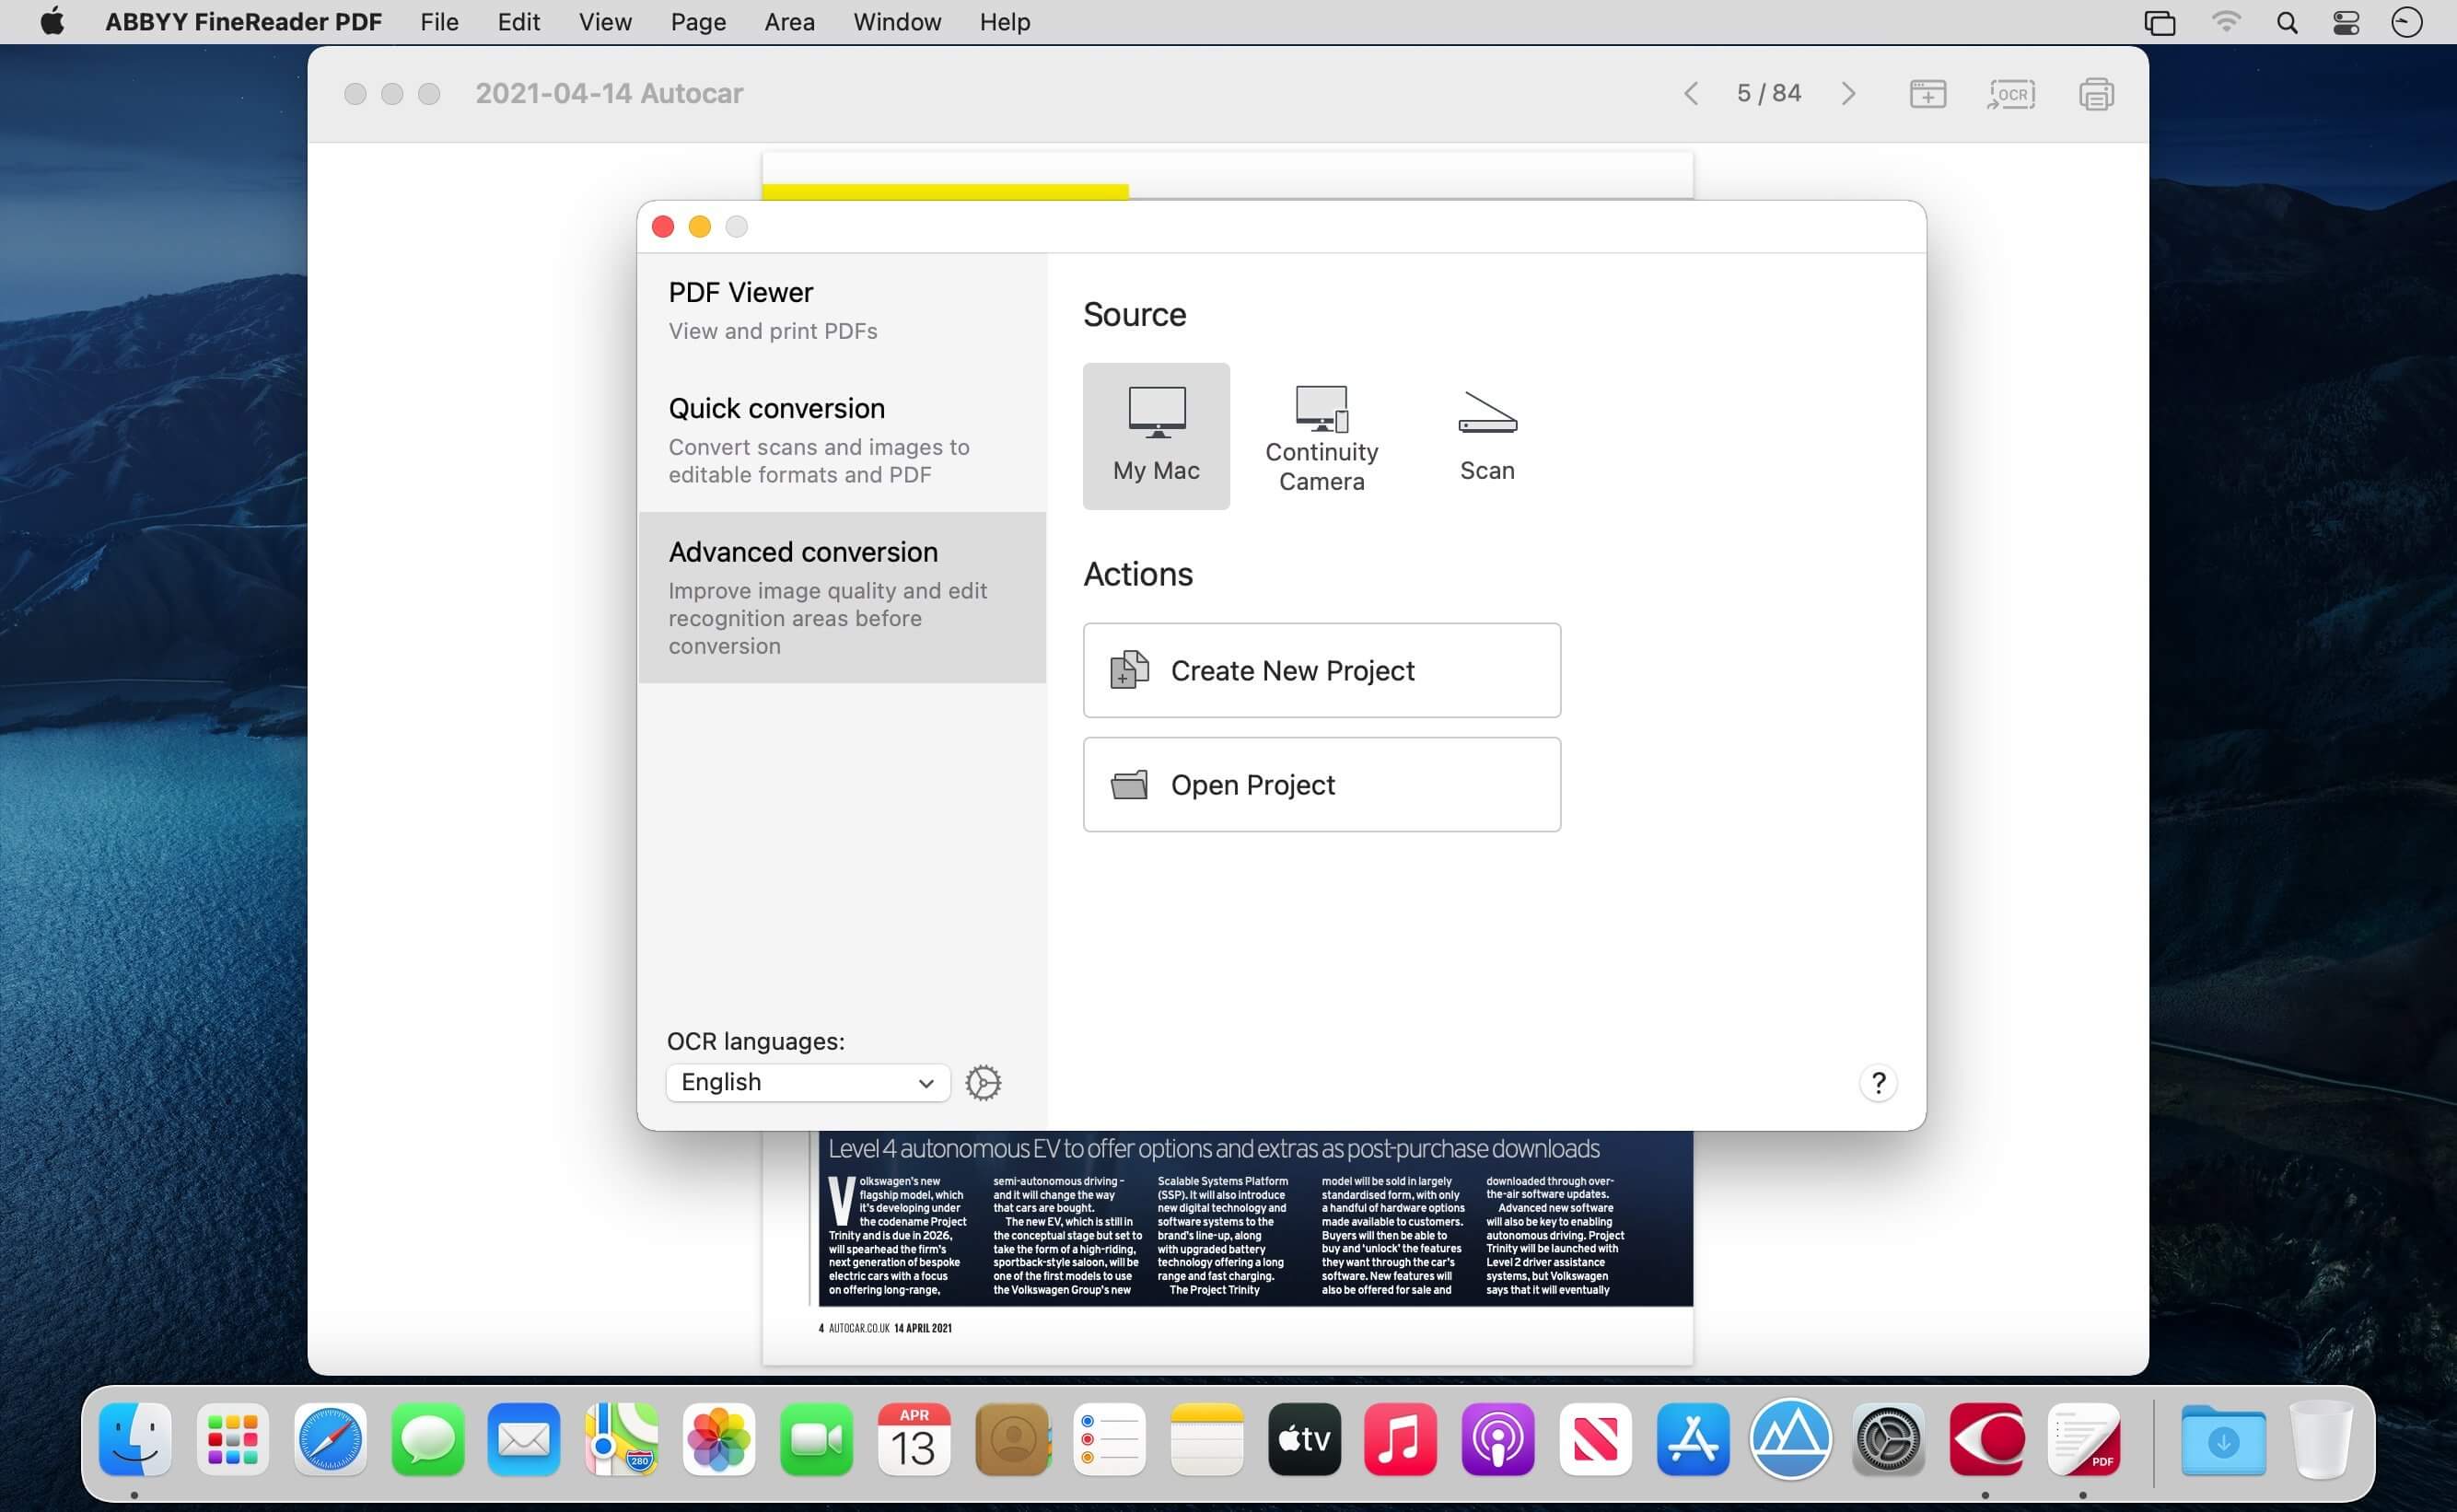 ABBYY FineReader PDF File Edit View Page Area Window Help
2021-04-14 Autocar
5 / 84
OCR
PDF Viewer
View and print PDFs
Quick conversion
Convert scans and images to
editable formats and PDF
Advanced conversion
Improve image quality and edit
recognition areas before
conversion
OCR languages:
English
Source
My Mac
Continuity
Camera
Scan
Actions
Create New Project
Open Project
?
Level 4 autonomous EV to offer options and extras as post-purchase downloads
Volkswagen's new
flagship model, which
it's developing under
the codename Project
Trinity and is due in 2026,
will spearhead the firm's
next generation of bespoke
electric cars with a focus
on offering long-range,
semi-autonomous driving –
and it will change the way
that cars are bought.
The new EV, which is still in
the conceptual stage but set to
take the form of a high-riding,
sportback-style saloon, will be
one of the first models to use
the Volkswagen Group's new
Scalable Systems Platform
(SSP). It will also introduce
new digital technology and
software systems to the
brand's line-up, along
with upgraded battery
technology offering a long
range and fast charging.
The Project Trinity
model will be sold in largely
standardised form, with only
a handful of hardware options
made available to customers.
Buyers will then be able to
buy and 'unlock' the features
they want through the car's
software. New features will
also be offered for sale and
downloaded through over-
the-air software updates.
Advanced new software
will also be key to enabling
autonomous driving. Project
Trinity will be launched with
Level 2 driver assistance
systems, but Volkswagen
says that it will eventually
4 AUTOCAR.CO.UK 14 APRIL 2021
280
APR
13
tv
PDF